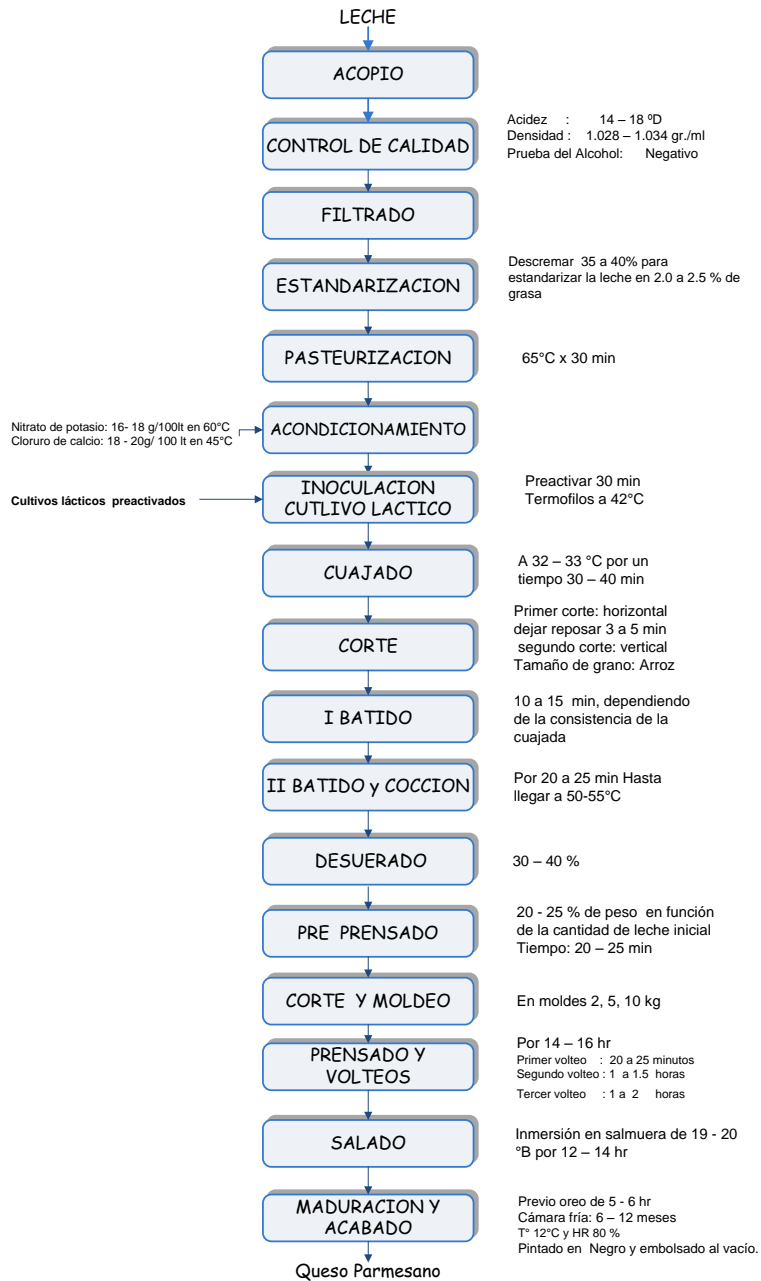 LECHE
ACOPIO
CONTROL DE CALIDAD
Acidez : 14 – 18 ºD
Densidad : 1.028 – 1.034 gr./ml
Prueba del Alcohol: Negativo
FILTRADO
ESTANDARIZACION
Descremar 35 a 40% para
estandarizar la leche en 2.0 a 2.5 % de
grasa
PASTEURIZACION
65°C x 30 min
Nitrato de potasio: 16- 18 g/100lt en 60°C
Cloruro de calcio: 18 - 20g/ 100 lt en 45°C
ACONDICIONAMIENTO
Cultivos lácticos preactivados
INOCULACION
CUTLIVO LACTICO
Preactivar 30 min
Termofilos a 42°C
CUAJADO
A 32 – 33 °C por un
tiempo 30 – 40 min
CORTE
Primer corte: horizontal
dejar reposar 3 a 5 min
segundo corte: vertical
Tamaño de grano: Arroz
I BATIDO
10 a 15 min, dependiendo
de la consistencia de la
cuajada
II BATIDO y COCCION
Por 20 a 25 min Hasta
llegar a 50-55°C
DESUERADO
30 – 40 %
PRE PRENSADO
20 - 25 % de peso en función
de la cantidad de leche inicial
Tiempo: 20 – 25 min
CORTE Y MOLDEO
En moldes 2, 5, 10 kg
PRENSADO Y
VOLTEOS
Por 14 – 16 hr
Primer volteo : 20 a 25 minutos
Segundo volteo : 1 a 1.5 horas
Tercer volteo : 1 a 2 horas
SALADO
Inmersión en salmuera de 19 - 20
°B por 12 – 14 hr
MADURACION Y
ACABADO
Previo oreo de 5 - 6 hr
Cámara fría: 6 – 12 meses
T° 12°C y HR 80 %
Pintado en Negro y embolsado al vacío.
Queso Parmesano